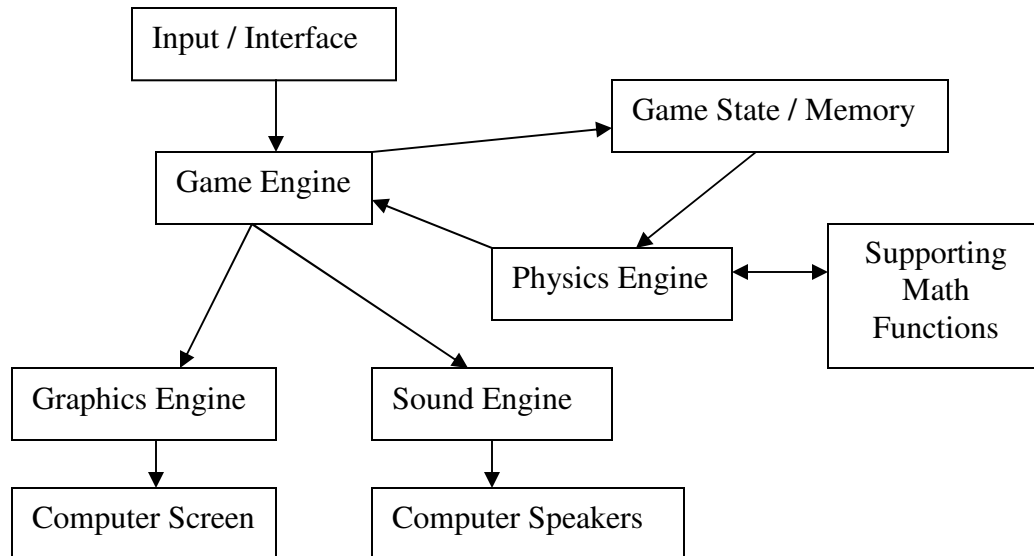 Input / Interface
Game State / Memory
Game Engine
Physics Engine
Supporting
Math
Functions
Graphics Engine
Sound Engine
Computer Screen
Computer Speakers